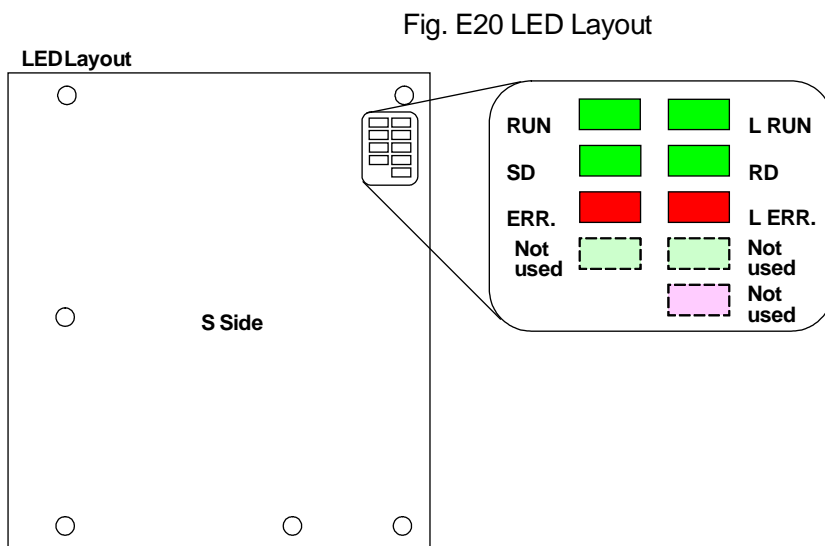 Fig. E20 LED Layout
LED Layout
RUN
L RUN
SD
RD
ERR.
L ERR.
Not
used
Not
used
Not
used
S Side